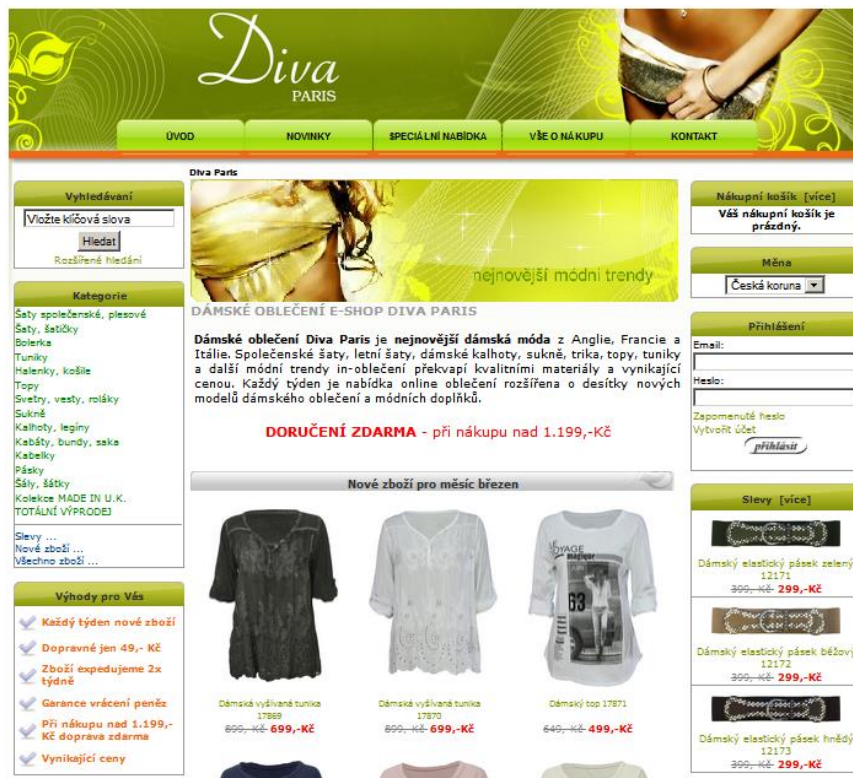 Diva
PARIS
ÚVOD
NOVINKY
SPECIÁLNÍ NABÍDKA
VŠE O NÁKUPU
KONTAKT
Vyhledávaní
Vložte klíčová slova
Hledat
Rozšířené hledání
Kategorie
Šaty společenské, plesové
Šaty, šatičky
Bolerka
Tuniky
Halenky, košile
Topy
Svetry, vesty, roláky
Sukně
Kalhoty, legíny
Kabáty, bundy, saka
Kabelky
Pásky
Šály, šátky
Kolekce MADE IN U.K.
TOTÁLNÍ VÝPRODEJ
Slevy ...
Nové zboží ...
Všechno zboží ...
Výhody pro Vás
Každý týden nové zboží
Dopravné jen 49,- Kč
Zboží expedujeme 2x
týdně
Garance vrácení peněz
Při nákupu nad 1.199,-
Kč doprava zdarma
Vynikající ceny
Diva Paris
nejnovější módni trendy
DÁMSKÉ OBLEČENÍ E-SHOP DIVA PARIS
Dámské oblečení Diva Paris je nejnovější dámská móda z Anglie, Francie a
Itálie. Společenské šaty, letní šaty, dámské kalhoty, sukně, trika, topy, tuniky
a další módní trendy in-oblečení překvapí kvalitními materiály a vynikající
cenou. Každý týden je nabídka online oblečení rozšířena o desítky nových
modelů dámského oblečení a módních doplňků.
DORUČENÍ ZDARMA - při nákupu nad 1.199,-Kč
Nové zboží pro měsíc březen
VOYAGE
magique
63
Dámská vyšívaná tunika
17869
899,-Kč 699,-Kč
Dámská vyšívaná tunika
17870
899,-Kč 699,-Kč
Dámský top 17871
649,-Kč 499,-Kč
Nákupní košík [více]
Váš nákupní košík je
prázdný.
Měna
Česká koruna
Přihlášení
Email:
Heslo:
Zapomenuté heslo
Vytvořit účet
přihlásit
Slevy [více]
Dámský elastický pásek zelený
12171
399,-Kč 299,-Kč
Dámský elastický pásek béžový
12172
399,-Kč 299,-Kč
Dámský elastický pásek hnědý
12173
399,-Kč 299,-Kč